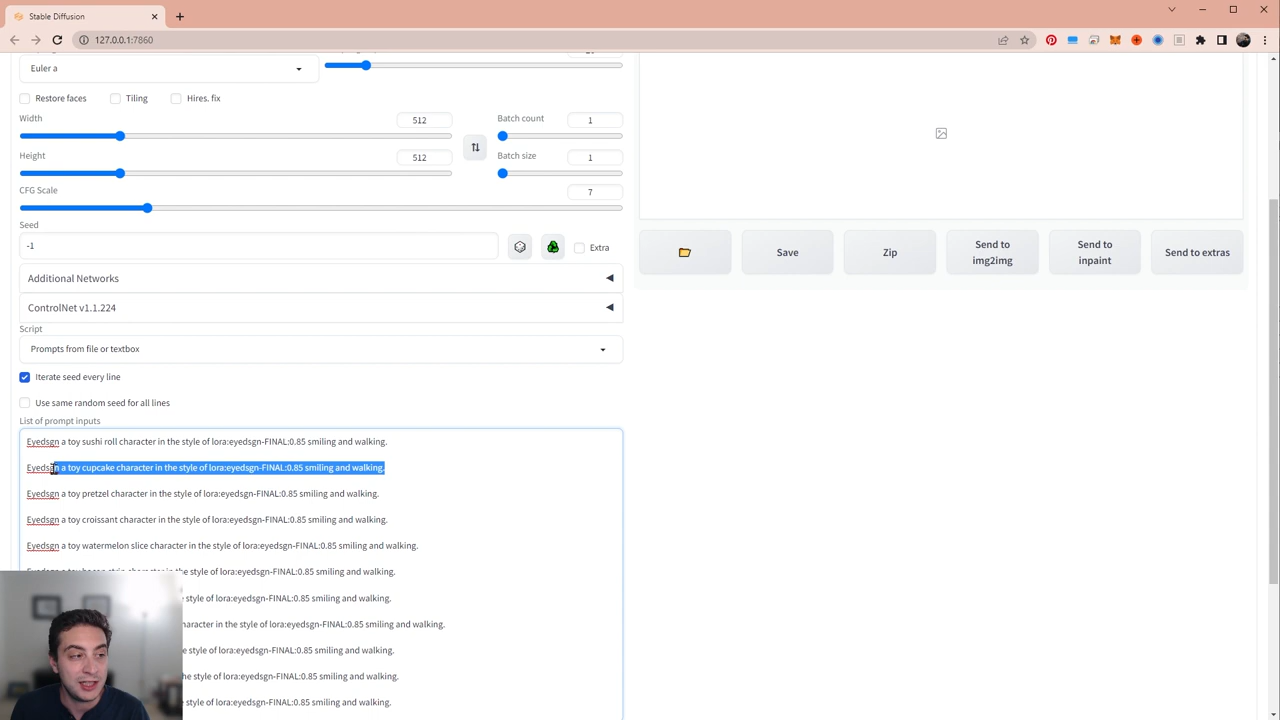 Stable Diffusion
127.0.0.1:7860
Euler a
Restore faces
Tiling
Hires. fix
Width
512
Batch count
1
Height
512
Batch size
1
CFG Scale
7
Seed
-1
Extra
Additional Networks
ControlNet v1.1.224
Script
Prompts from file or textbox
Iterate seed every line
Use same random seed for all lines
List of prompt inputs
Eyedsgn a toy sushi roll character in the style of lora:eyedsgn-FINAL:0.85 smiling and walking.
Eyedsgn a toy cupcake character in the style of lora:eyedsgn-FINAL:0.85 smiling and walking.
Eyedsgn a toy pretzel character in the style of lora:eyedsgn-FINAL:0.85 smiling and walking.
Eyedsgn a toy croissant character in the style of lora:eyedsgn-FINAL:0.85 smiling and walking.
Eyedsgn a toy watermelon slice character in the style of lora:eyedsgn-FINAL:0.85 smiling and walking.
the style of lora:eyedsgn-FINAL:0.85 smiling and walking.
style of lora:eyedsgn-FINAL:0.85 smiling and walking.
in the style of lora:eyedsgn-FINAL:0.85 smiling and walking.
style of lora:eyedsgn-FINAL:0.85 smiling and walking.
style of lora:eyedsgn-FINAL:0.85 smiling and walking.
style of lora:eyedsgn-FINAL:0.85 smiling and walking.
Save
Zip
Send to
img2img
Send to
inpaint
Send to extras